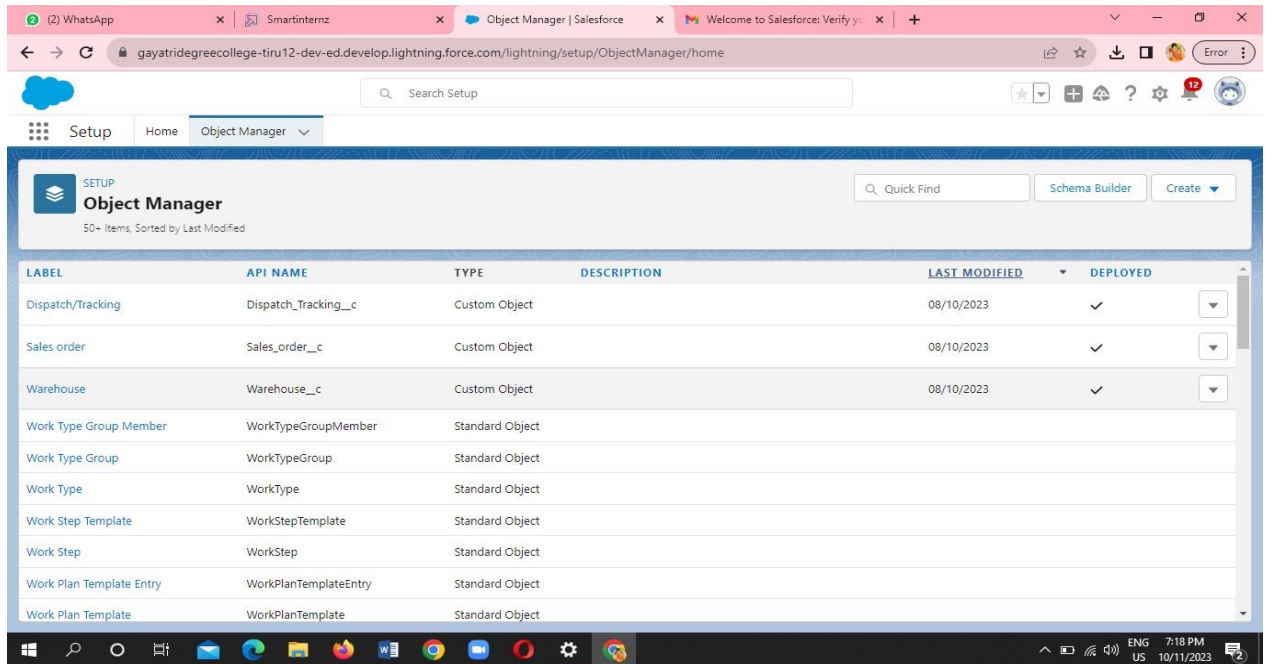 (2) WhatsApp
Smartinternz
Object Manager | Salesforce
Welcome to Salesforce: Verify yo
gayatridegreecollege-tiru12-dev-ed.develop.lightning.force.com/lightning/setup/ObjectManager/home
Error
Search Setup
12
Setup Home Object Manager
SETUP
Object Manager
50+ Items, Sorted by Last Modified
Quick Find
Schema Builder
Create
LABEL API NAME TYPE DESCRIPTION LAST MODIFIED DEPLOYED
Dispatch/Tracking Dispatch_Tracking__c Custom Object 08/10/2023
Sales order Sales_order__c Custom Object 08/10/2023
Warehouse Warehouse__c Custom Object 08/10/2023
Work Type Group Member WorkTypeGroupMember Standard Object
Work Type Group WorkTypeGroup Standard Object
Work Type WorkType Standard Object
Work Step Template WorkStepTemplate Standard Object
Work Step WorkStep Standard Object
Work Plan Template Entry WorkPlanTemplateEntry Standard Object
Work Plan Template WorkPlanTemplate Standard Object
ENG 7:18 PM
US 10/11/2023 2